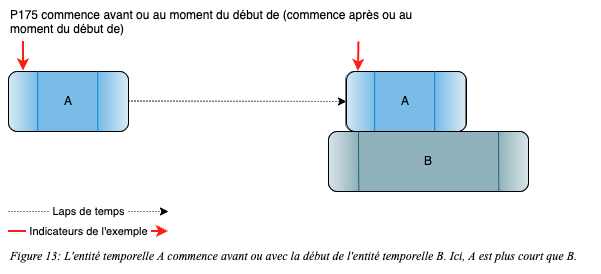 P175 commence avant ou au moment du début de (commence après ou au
moment du début de)
A
A
B
Laps de temps
Indicateurs de l'exemple
Figure 13: L'entité temporelle A commence avant ou avec la début de l'entité temporelle B. Ici, A est plus court que B.